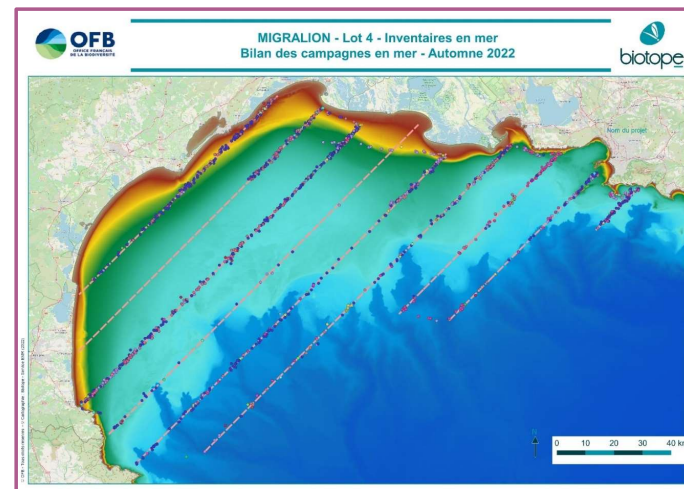 OFB
OFFICE FRANÇAIS
DE LA BIODIVERSITÉ
MIGRALION - Lot 4 - Inventaires en mer
Bilan des campagnes en mer - Automne 2022
biotope
Nom du projet
N
0 10 20 30 40 km